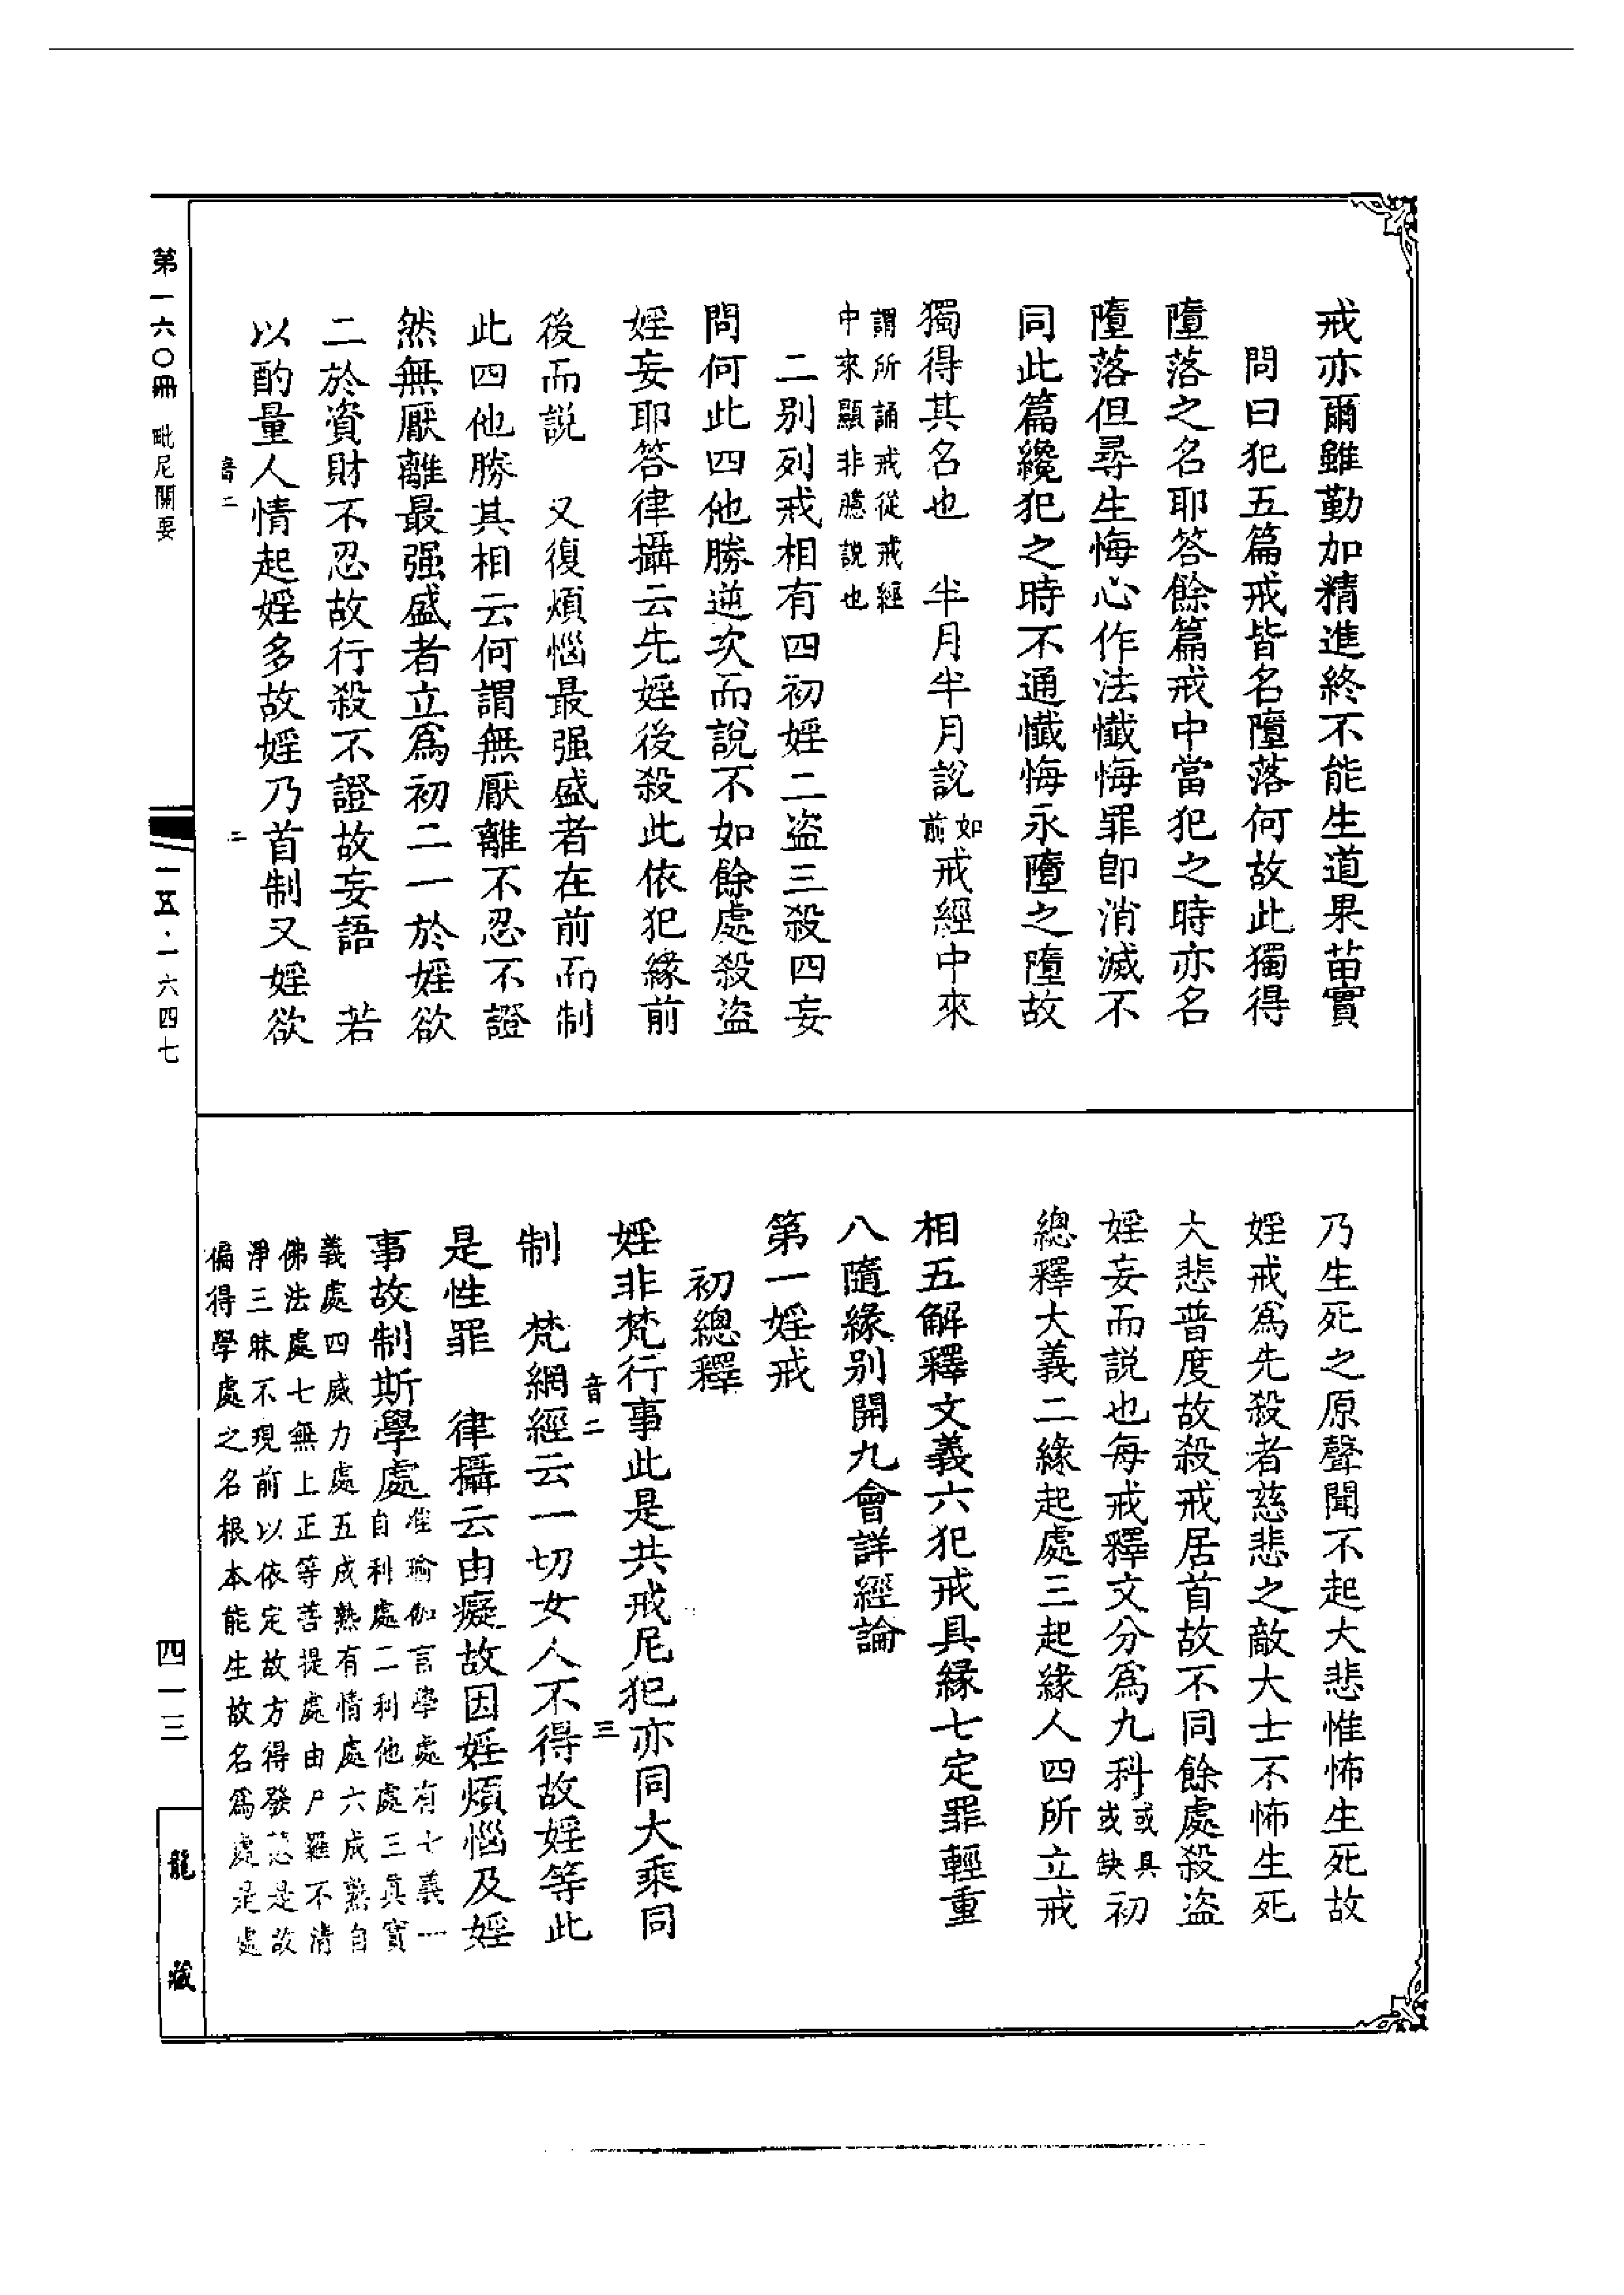 戒亦爾雖勤加精進終不能生道果苗實
問曰犯五篇戒皆名墮落何故此獨得
墮落之名耶答餘篇戒中當犯之時亦名
墮落但尋生悔心作法懺悔罪卽消滅不
同此篇纔犯之時不通懺悔永墮之墮故
獨得其名也　半月半月說如前戒經中來
謂所誦戒從戒經
中來顯非臆說也
二別列戒相有四初婬二盜三殺四妄
問何此四他勝逆次而說不如餘處殺盜
婬妄耶答律攝云先婬後殺此依犯緣前
後而說　又復煩惱最强盛者在前而制
此四他勝其相云何謂無厭離不忍不證
然無厭離最强盛者立爲初二一於婬欲
二於資財不忍故行殺不證故妄語　若
以酌量人情起婬多故婬乃首制又婬欲
音二　二
乃生死之原聲聞不起大悲惟怖生死故
婬戒爲先殺者慈悲之敵大士不怖生死
大悲普度故殺戒居首故不同餘處殺盜
婬妄而說也每戒釋文分爲九科或具或缺初
總釋大義二緣起處三起緣人四所立戒
相五解釋文義六犯戒具緣七定罪輕重
八隨緣別開九會詳經論
第一婬戒
初總釋
婬非梵行事此是共戒尼犯亦同大乘同
音二　三
制　梵網經云一切女人不得故婬等此
是性罪　律攝云由癡故因婬煩惱及婬
事故制斯學處准瑜伽言學處有七義一
自利處二利他處三眞實
義處四威力處五成熟有情處六成熟自
佛法處七無上正等菩提處由尸羅不清
淨三昧不現前以依定故方得發慧是故
偏得學處之名根本能生故名爲處是處
第一六〇冊　毗尼關要
一五·一六四七
四一三
龍藏